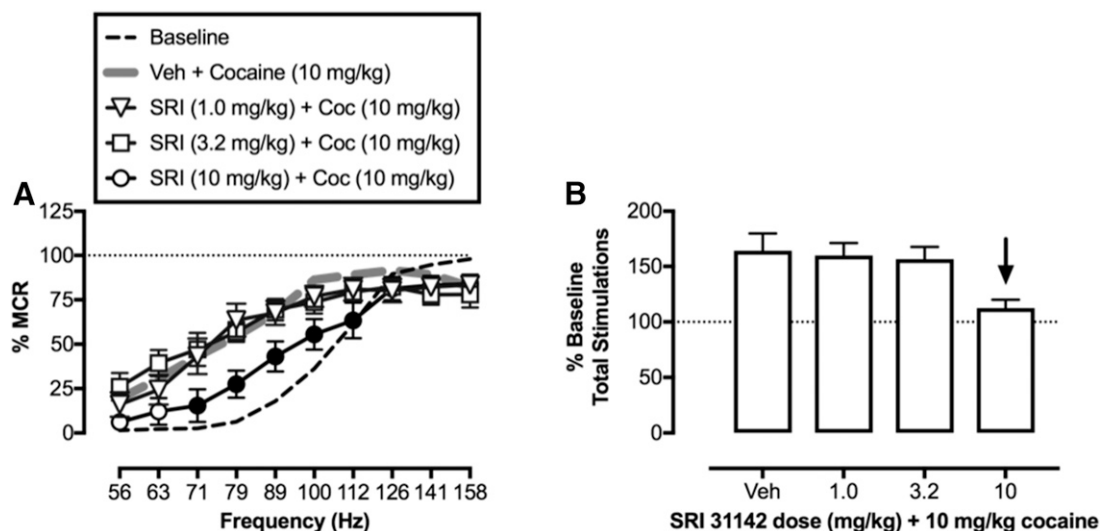 Baseline
Veh + Cocaine (10 mg/kg)
SRI (1.0 mg/kg) + Coc (10 mg/kg)
SRI (3.2 mg/kg) + Coc (10 mg/kg)
SRI (10 mg/kg) + Coc (10 mg/kg)
A
125
100
75
50
25
0
% MCR
56 63 71 79 89 100 112 126 141 158
Frequency (Hz)
B
200
150
100
50
0
% Baseline
Total Stimulations
Veh 1.0 3.2 10
SRI 31142 dose (mg/kg) + 10 mg/kg cocaine